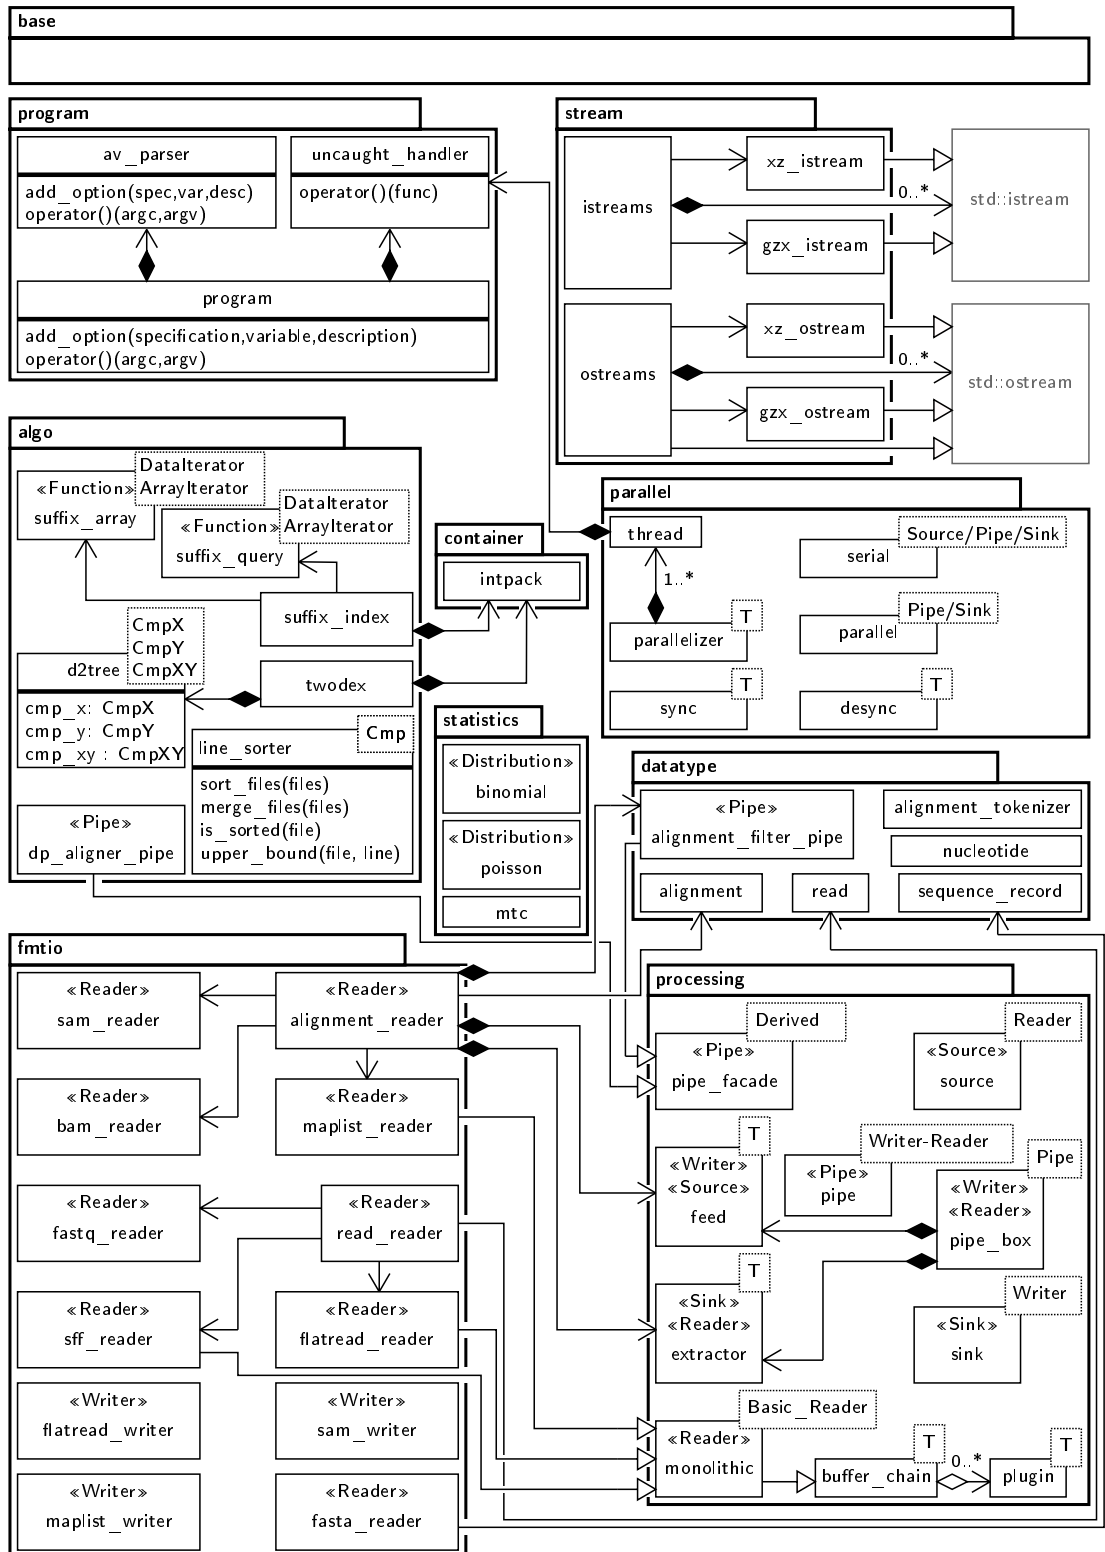 base
program
av_parser
add_option(spec,var,desc)
operator()(argc,argv)
uncaught_handler
operator()(func)
program
add_option(specification,variable,description)
operator()(argc,argv)
stream
istreams
xz_istream
gzx_istream
0..*
std::istream
ostreams
xz_ostream
gzx_ostream
0..*
std::ostream
algo
«Function»
suffix_array
DataIterator
ArrayIterator
«Function»
suffix_query
DataIterator
ArrayIterator
suffix_index
d2tree
CmpX
CmpY
CmpXY
cmp_x: CmpX
cmp_y: CmpY
cmp_xy : CmpXY
twodex
line_sorter
Cmp
sort_files(files)
merge_files(files)
is_sorted(file)
upper_bound(file, line)
«Pipe»
dp_aligner_pipe
container
intpack
statistics
«Distribution»
binomial
«Distribution»
poisson
mtc
parallel
thread
1..*
parallelizer
T
sync
T
serial
Source/Pipe/Sink
parallel
Pipe/Sink
desync
T
datatype
«Pipe»
alignment_filter_pipe
alignment_tokenizer
nucleotide
alignment
read
sequence_record
fmtio
«Reader»
sam_reader
«Reader»
alignment_reader
«Reader»
bam_reader
«Reader»
maplist_reader
«Reader»
fastq_reader
«Reader»
read_reader
«Reader»
sff_reader
«Reader»
flatread_reader
«Writer»
flatread_writer
«Writer»
sam_writer
«Writer»
maplist_writer
«Reader»
fasta_reader
processing
Derived
«Pipe»
pipe_facade
Reader
«Source»
source
T
«Writer»
«Source»
feed
Writer-Reader
«Pipe»
pipe
Pipe
«Writer»
«Reader»
pipe_box
T
«Sink»
«Reader»
extractor
Writer
«Sink»
sink
Basic_Reader
«Reader»
monolithic
T
buffer_chain
0..*
T
plugin